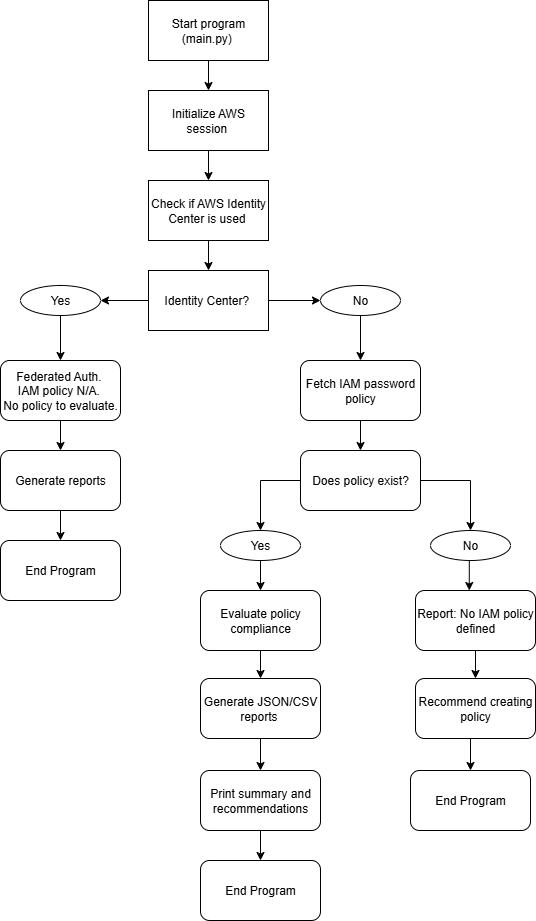 Start program
(main.py)
Initialize AWS
session
Check if AWS Identity
Center is used
Identity Center?
Yes
No
Federated Auth.
IAM policy N/A.
No policy to evaluate.
Fetch IAM password
policy
Generate reports
Does policy exist?
End Program
Yes
No
Evaluate policy
compliance
Report: No IAM policy
defined
Generate JSON/CSV
reports
Recommend creating
policy
Print summary and
recommendations
End Program
End Program